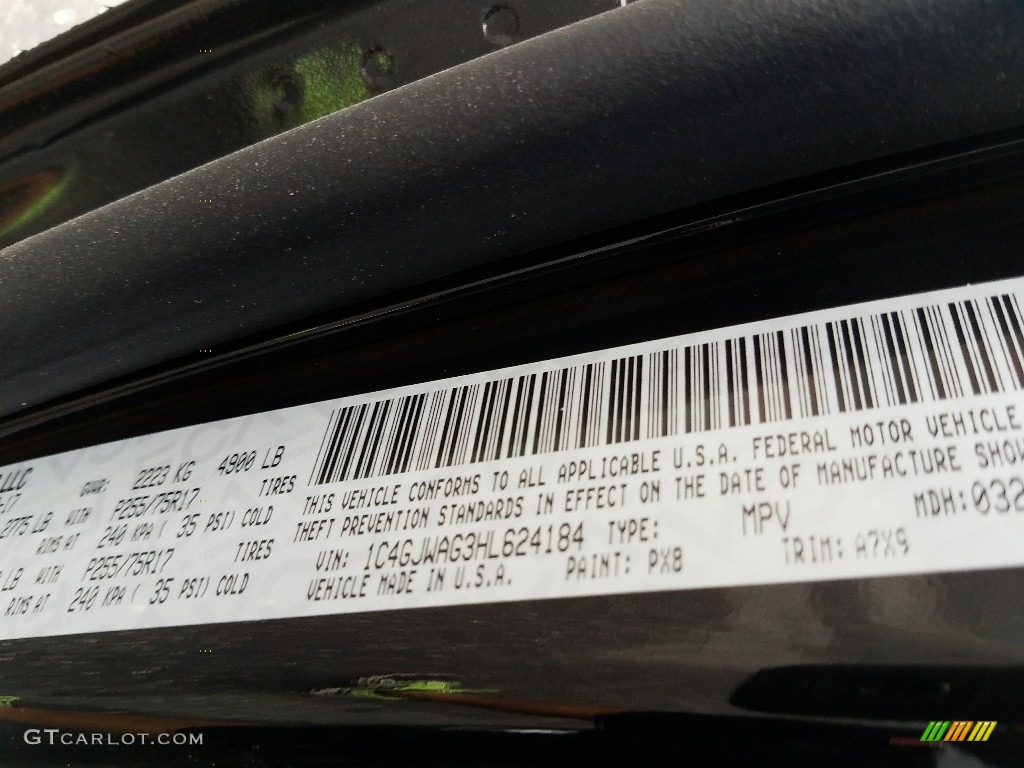 LLC GVWR: 2223 KG 4900 LB
-17
2775 LB WITH P255/75R17 TIRES
RIMS AT 240 KPA ( 35 PSI) COLD
LB WITH P255/75R17 TIRES
RIMS AT 240 KPA ( 35 PSI) COLD
THIS VEHICLE CONFORMS TO ALL APPLICABLE U.S.A. FEDERAL MOTOR VEHICLE
THEFT PREVENTION STANDARDS IN EFFECT ON THE DATE OF MANUFACTURE SHOW
VIN: 1C4GJWAG3HL624184 TYPE: MPV MDH: 032
VEHICLE MADE IN U.S.A. PAINT: PX8 TRIM: A7X9
GTCARLOT.COM